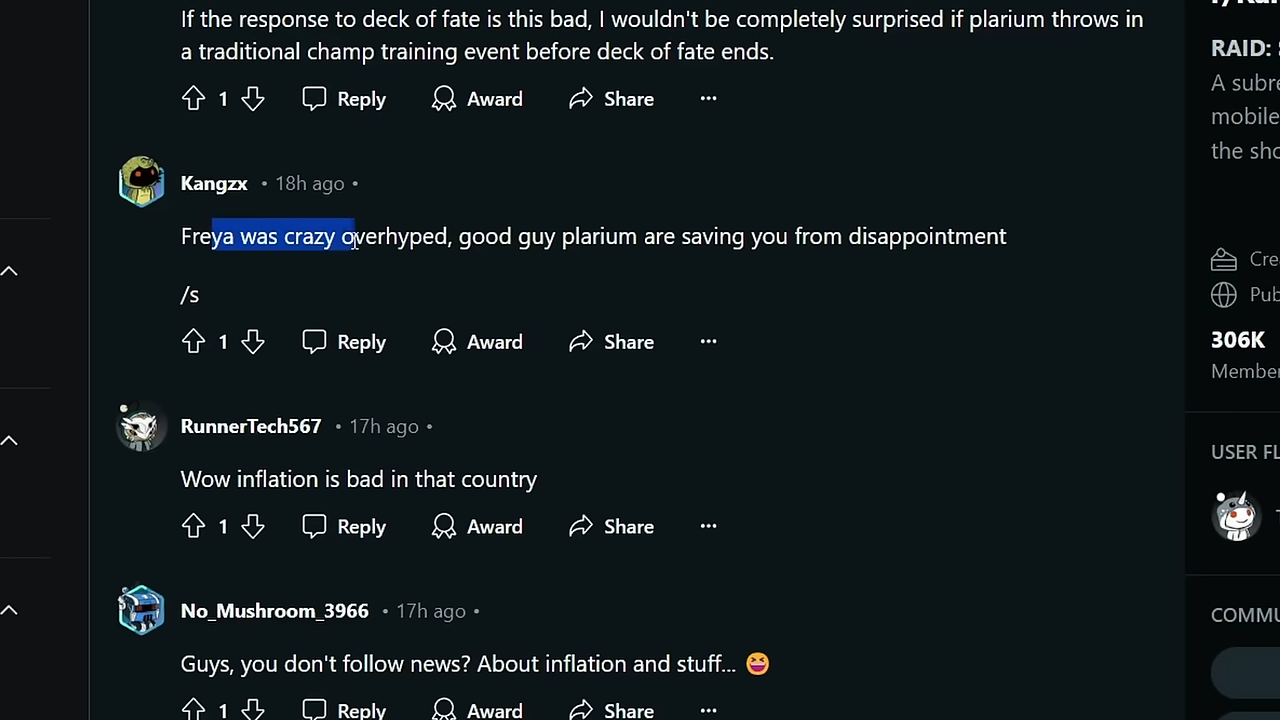 If the response to deck of fate is this bad, I wouldn't be completely surprised if plarium throws in
a traditional champ training event before deck of fate ends.
1 Reply Award Share ...
Kangzx • 18h ago •
Freya was crazy overhyped, good guy plarium are saving you from disappointment
/s
1 Reply Award Share ...
RunnerTech567 • 17h ago •
Wow inflation is bad in that country
1 Reply Award Share ...
No_Mushroom_3966 • 17h ago •
Guys, you don't follow news? About inflation and stuff... 😆
1 Reply Award Share ...
RAID:
A subre
mobile
the sho
Crea
Pub
306K
Member
USER FL
COMMU